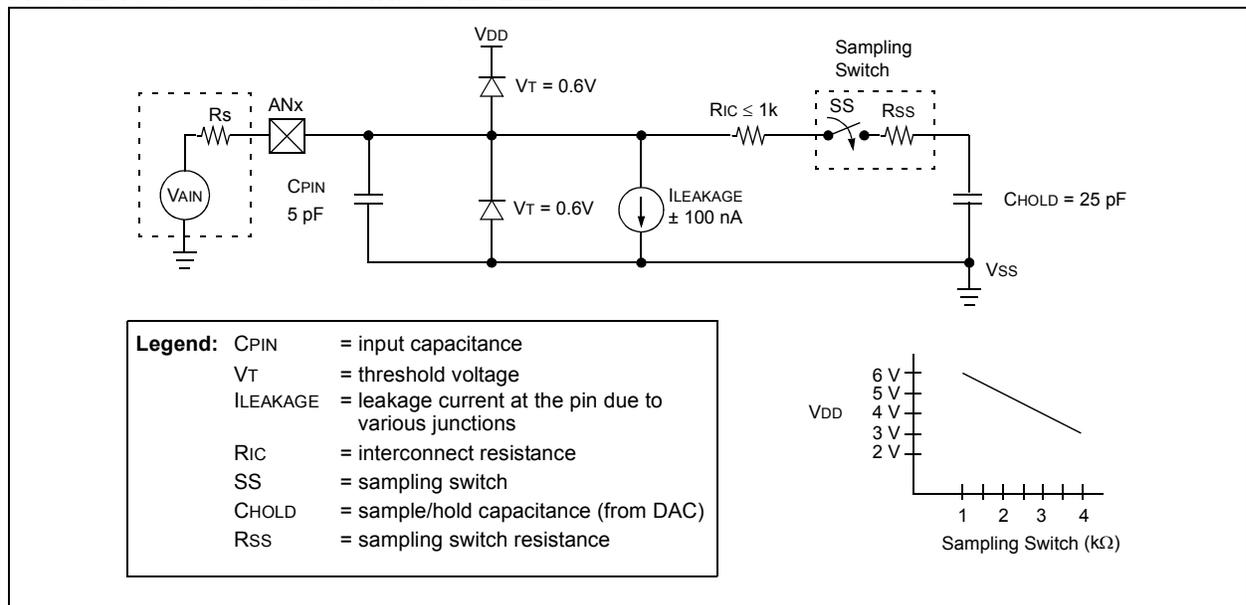 VDD
Sampling
Switch
VT = 0.6V
ANx
RIC ≤ 1k
SS
RSS
Rs
VAIN
CPIN
5 pF
VT = 0.6V
ILEAKAGE
± 100 nA
CHOLD = 25 pF
VSS
Legend: CPIN = input capacitance
VT = threshold voltage
ILEAKAGE = leakage current at the pin due to
various junctions
RIC = interconnect resistance
SS = sampling switch
CHOLD = sample/hold capacitance (from DAC)
RSS = sampling switch resistance
VDD
6 V
5 V
4 V
3 V
2 V
1 2 3 4
Sampling Switch (kΩ)